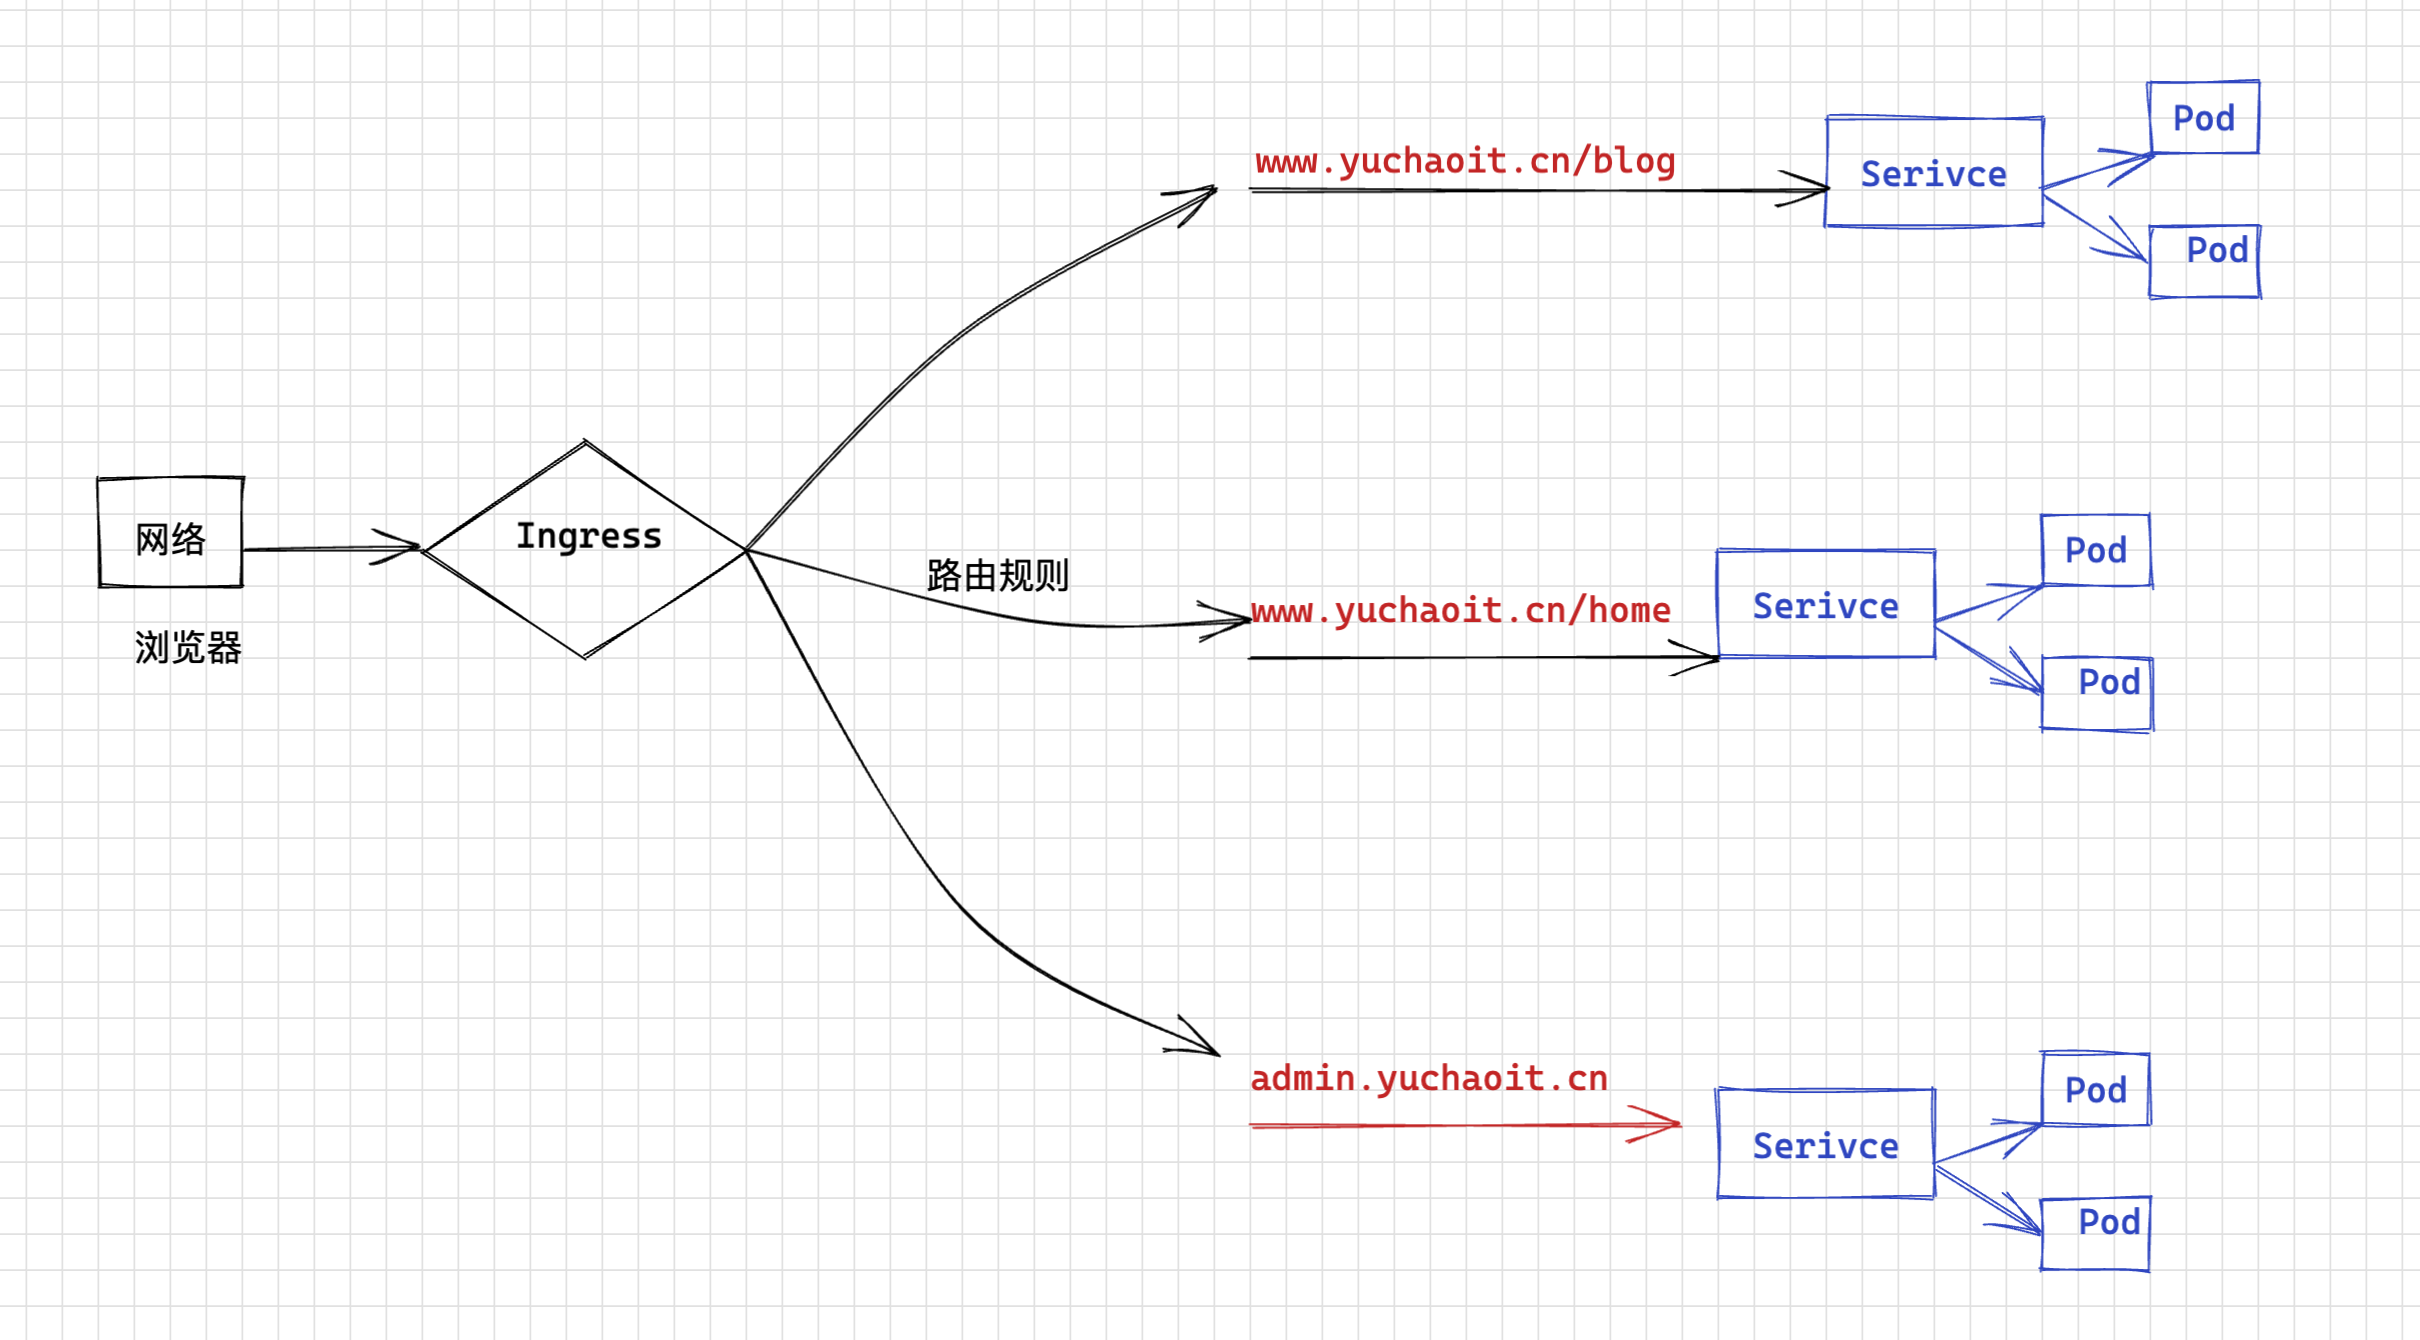 www.yuchaoit.cn/blog
Serivce
Pod
Pod
网络
浏览器
Ingress
路由规则
www.yuchaoit.cn/home
Serivce
Pod
Pod
admin.yuchaoit.cn
Serivce
Pod
Pod